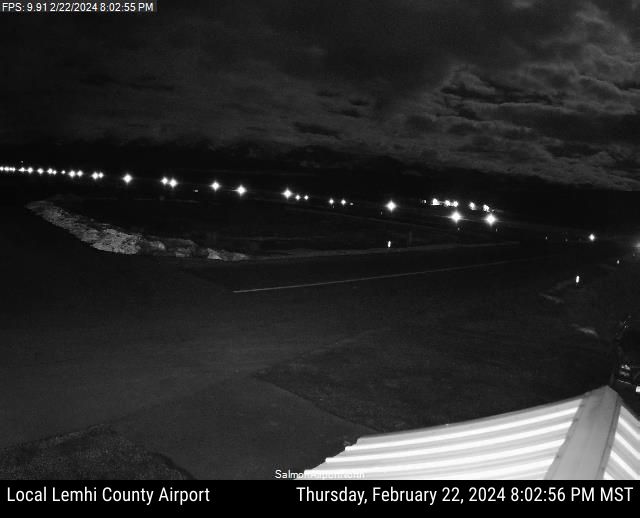 FPS: 9.91 2/22/2024 8:02:55 PM
Local Lemhi County Airport
Thursday, February 22, 2024 8:02:56 PM MST